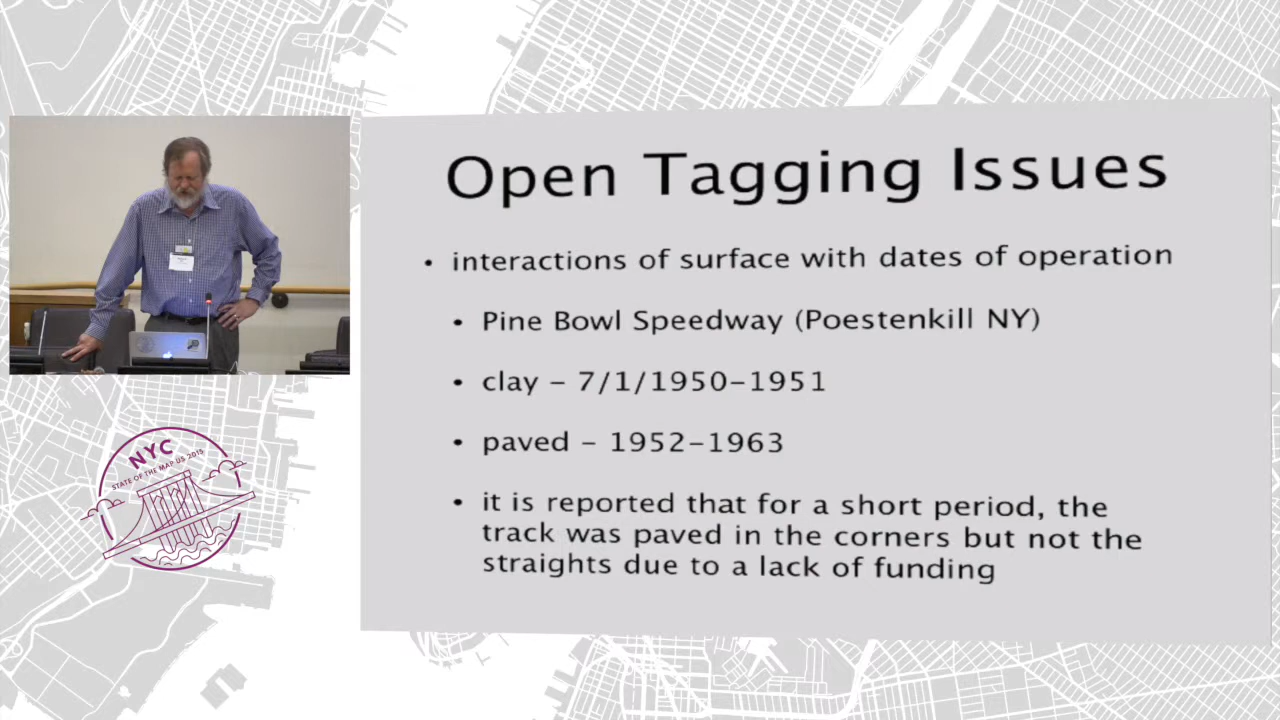 Open Tagging Issues
• interactions of surface with dates of operation
• Pine Bowl Speedway (Poestenkill NY)
• clay – 7/1/1950–1951
• paved – 1952–1963
• it is reported that for a short period, the
track was paved in the corners but not the
straights due to a lack of funding
NYC
STATE OF THE MAP US 2015